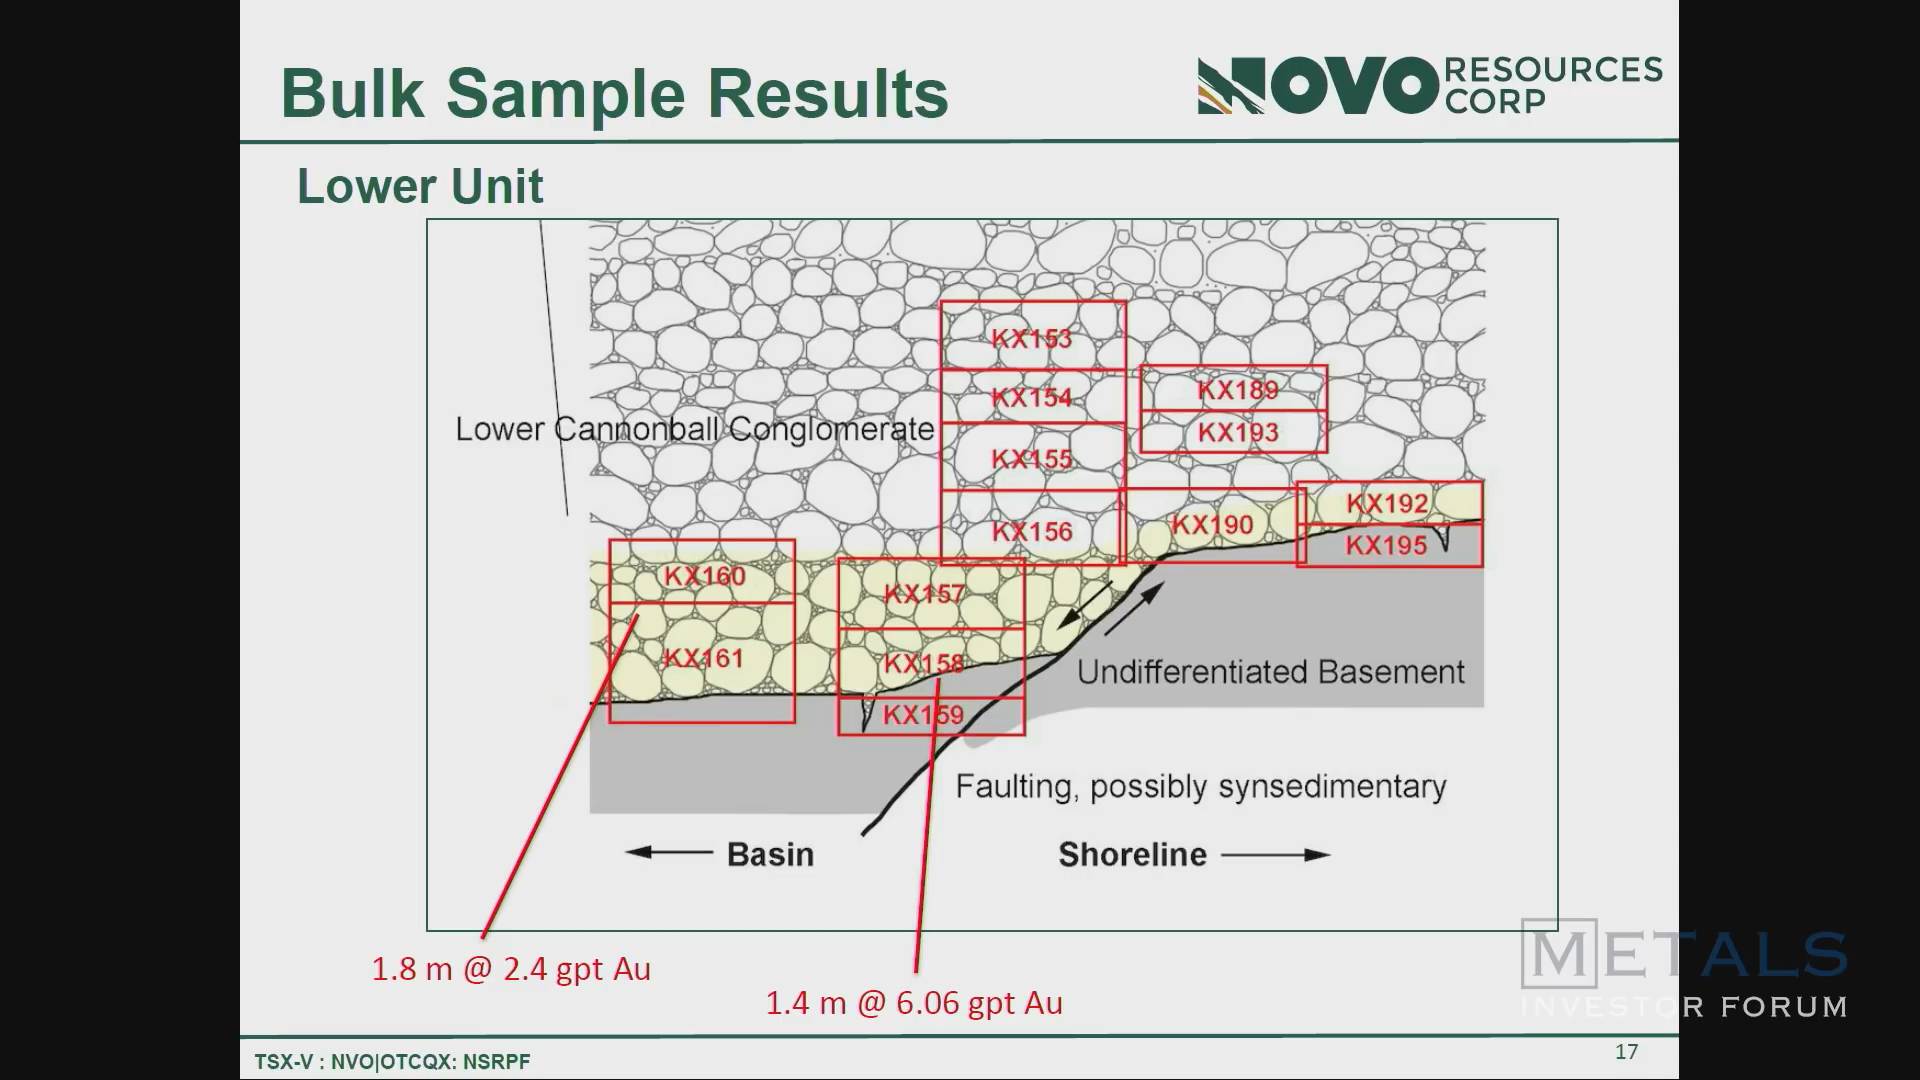 Bulk Sample Results
NOVO RESOURCES CORP
Lower Unit
KX153
KX154
KX189
Lower Cannonball Conglomerate
KX193
KX155
KX156
KX190
KX192
KX195
KX160
KX157
KX161
KX158
Undifferentiated Basement
KX159
Faulting, possibly synsedimentary
Basin
Shoreline
1.8 m @ 2.4 gpt Au
1.4 m @ 6.06 gpt Au
METALS
INVESTOR FORUM
TSX-V : NVO|OTCQX: NSRPF
17